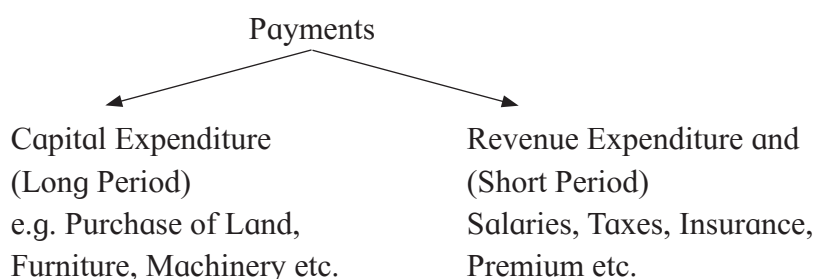 Payments
Capital Expenditure
(Long Period)
e.g. Purchase of Land,
Furniture, Machinery etc.
Revenue Expenditure and
(Short Period)
Salaries, Taxes, Insurance,
Premium etc.